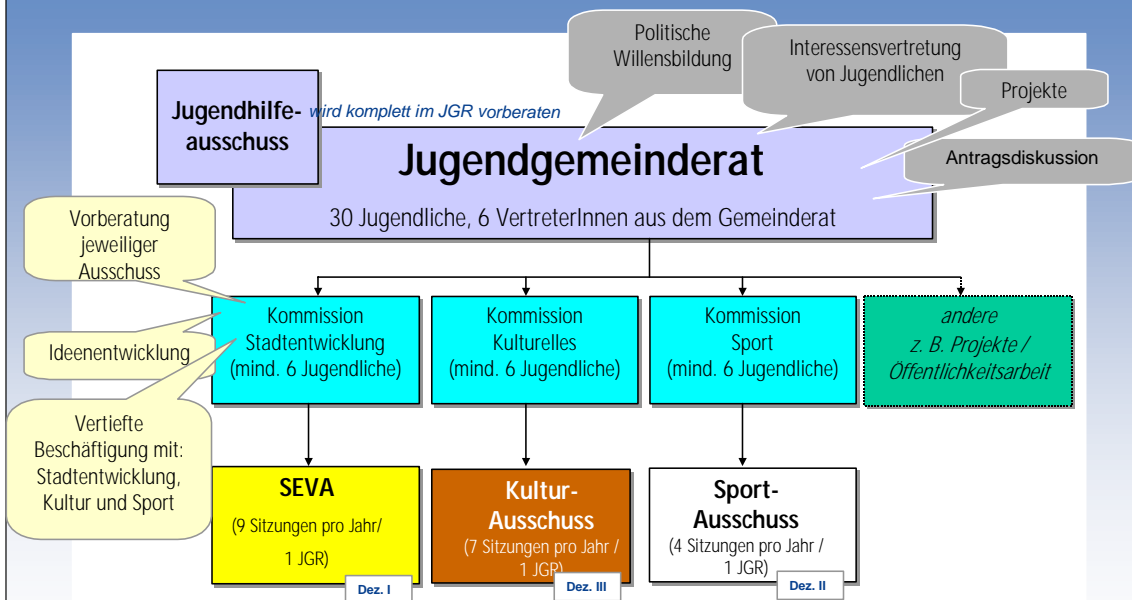 Politische
Willensbildung
Interessensvertretung
von Jugendlichen
Projekte
Antragsdiskussion
Jugendhilfe-
ausschuss
wird komplett im JGR vorberaten
Jugendgemeinderat
30 Jugendliche, 6 VertreterInnen aus dem Gemeinderat
Vorberatung
jeweiliger
Ausschuss
Ideenentwicklung
Vertiefte
Beschäftigung mit:
Stadtentwicklung,
Kultur und Sport
Kommission
Stadtentwicklung
(mind. 6 Jugendliche)
Kommission
Kulturelles
(mind. 6 Jugendliche)
Kommission
Sport
(mind. 6 Jugendliche)
andere
z. B. Projekte /
Öffentlichkeitsarbeit
SEVA
(9 Sitzungen pro Jahr/
1 JGR)
Dez. I
Kultur-
Ausschuss
(7 Sitzungen pro Jahr /
1 JGR)
Dez. III
Sport-
Ausschuss
(4 Sitzungen pro Jahr /
1 JGR)
Dez. II